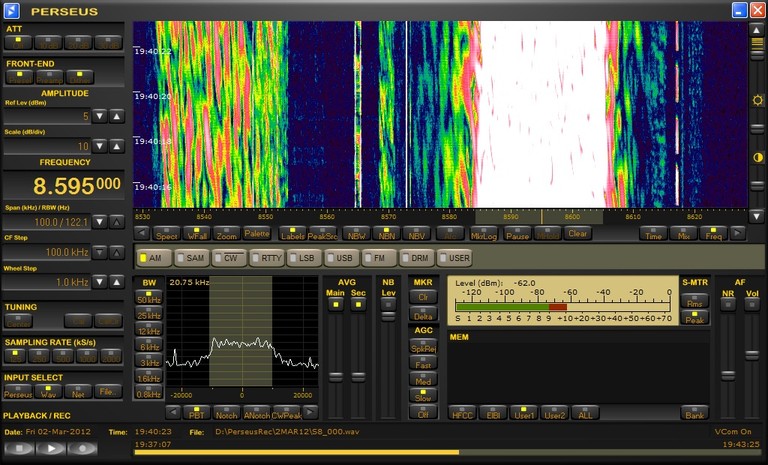 PERSEUS
ATT
FRONT-END
AMPLITUDE
Ref Lev (dBm)
5
Scale (dB/div)
10
FREQUENCY
8.595000
Span (kHz) / RBW (Hz)
100.0 / 122.1
CF Step
100.0 kHz
Wheel Step
1.0 kHz
TUNING
SAMPLING RATE (kS/s)
INPUT SELECT
Perseus Wav Net File
19:40:22
19:40:20
19:40:18
19:40:16
8530 8540 8550 8560 8570 8580 8590 8600 8610 8620
Spect WFall Zoom Palette Labels PeakSrc NBW NBN NBV MkLog Pause Clear Time Mix Freq
AM SAM CW RTTY LSB USB FM DRM USER
BW
50kHz
25 kHz
12kHz
6 kHz
3 kHz
1.6kHz
0.8kHz
20.75 kHz
-20000 0 20000
PBT Notch ANotch CWPeak
AVG
Main Sec
NB
Lev
MKR
Clr
Delta
AGC
SpkRej
Fast
Med
Slow
Off
Level (dBm): -62.0
-120 -100 -80 -60 -40 -20 0
S 1 2 3 4 5 6 7 8 9 +10+20+30+40+50+60+70
S-MTR
Rms
Peak
AF
NR Vol
MEM
HFCC EIBI User1 User2 ALL Bank
PLAYBACK / REC
Date: Fri 02-Mar-2012 Time: 19:40:23 File: D:\PerseusRec\2MAR12\S8_000.wav VCom On
19:37:07 19:43:25